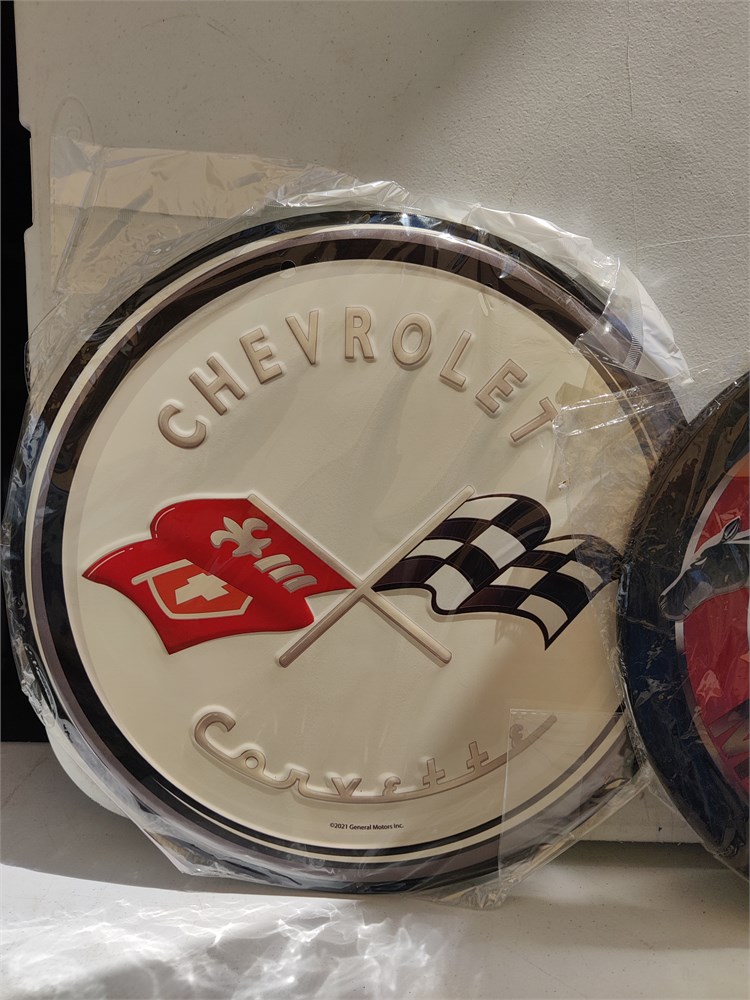 CHEVROLET
Corvette
©2021 General Motors Inc.